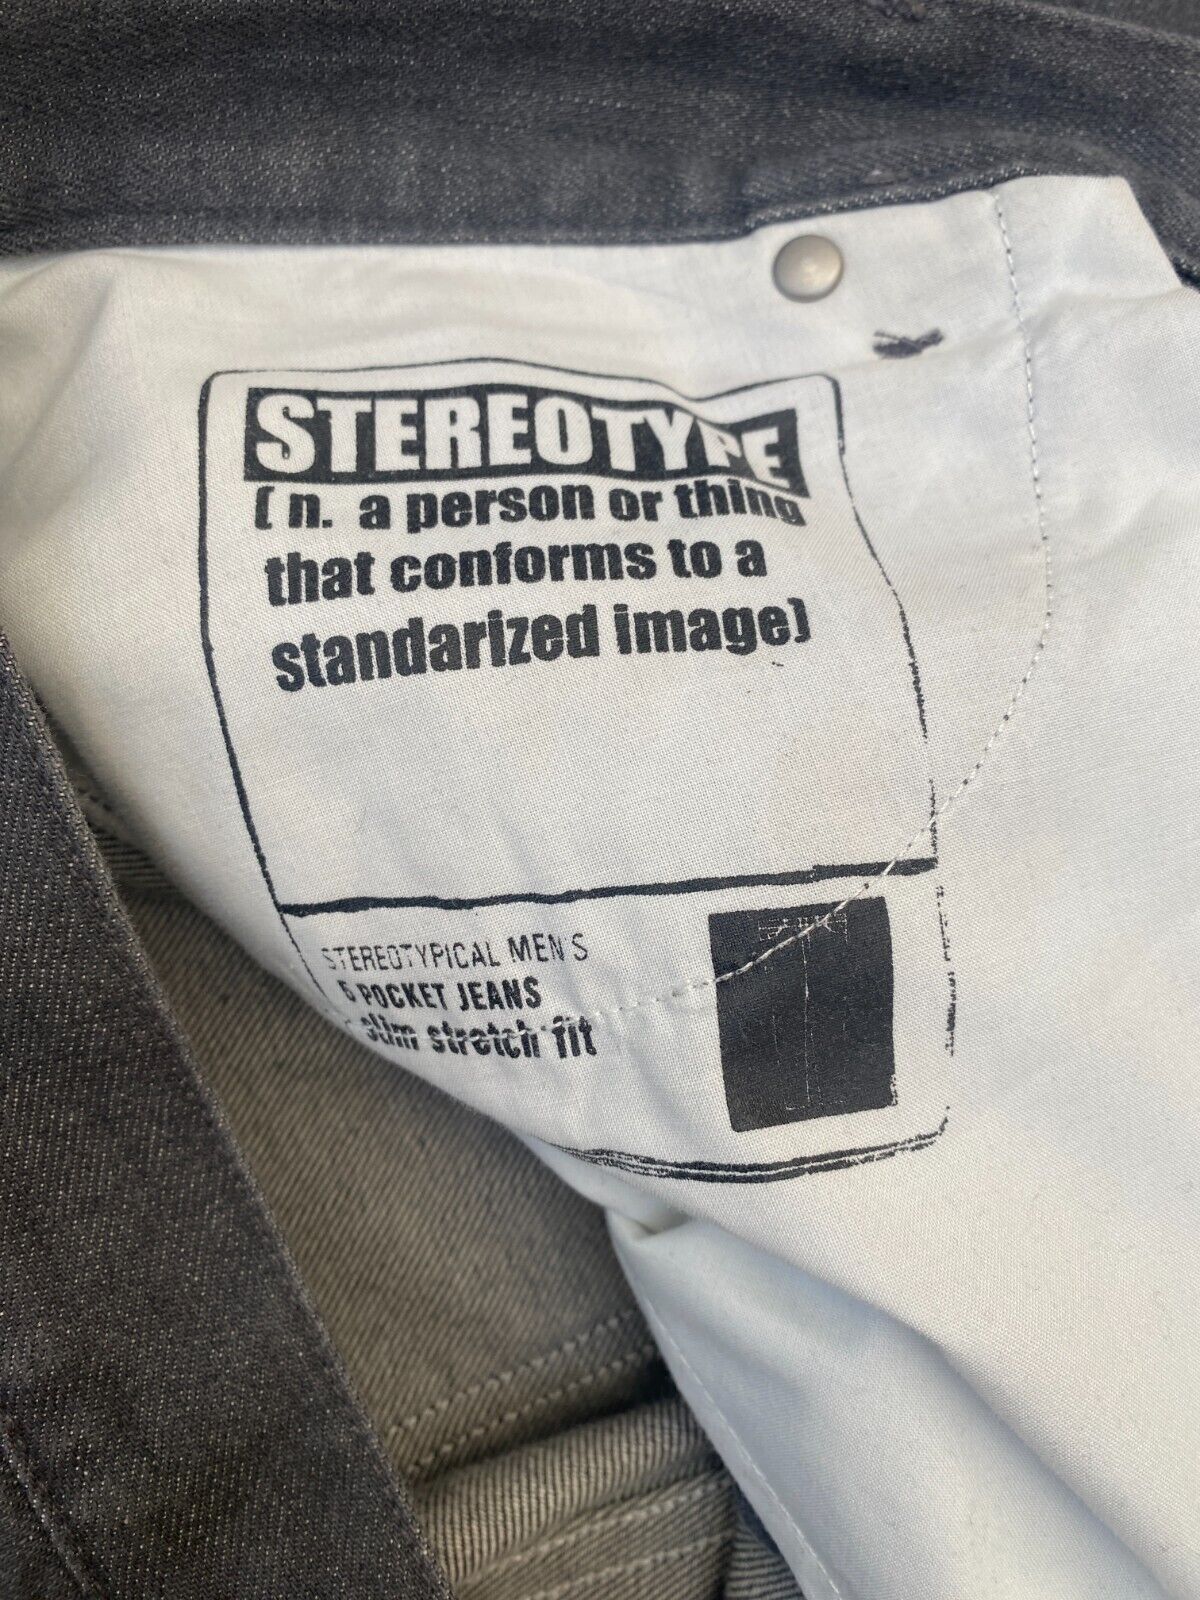 STEREOTYPE
( n. a person or thing
that conforms to a
standarized image)
STEREOTYPICAL MEN'S
5 POCKET JEANS
slim stretch fit